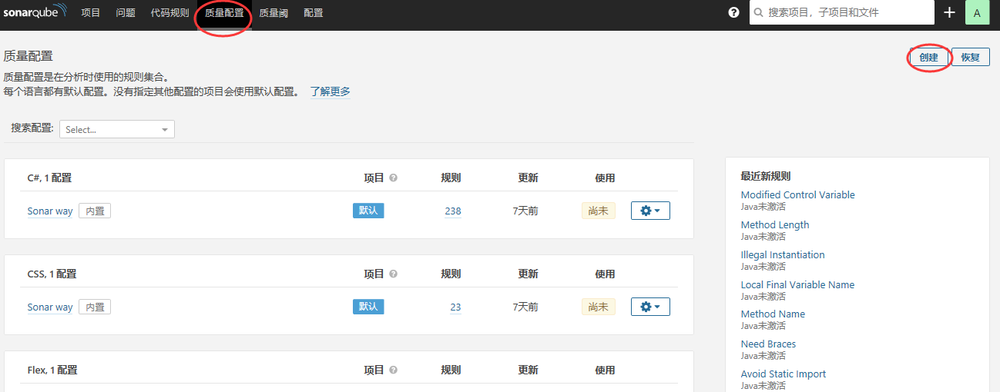 sonarqube 项目 问题 代码规则 质量配置 质量阈 配置 ? 搜索项目，子项目和文件 + A
质量配置 创建 恢复
质量配置是在分析时使用的规则集合。
每个语言都有默认配置。没有指定其他配置的项目会使用默认配置。 了解更多
搜索配置: Select...
C#, 1 配置 项目 ? 规则 更新 使用
Sonar way 内置 默认 238 7天前 尚未
CSS, 1 配置 项目 ? 规则 更新 使用
Sonar way 内置 默认 23 7天前 尚未
Flex, 1 配置 项目 ? 规则 更新 使用
最近新规则
Modified Control Variable
Java未激活
Method Length
Java未激活
Illegal Instantiation
Java未激活
Local Final Variable Name
Java未激活
Method Name
Java未激活
Need Braces
Java未激活
Avoid Static Import
Java未激活